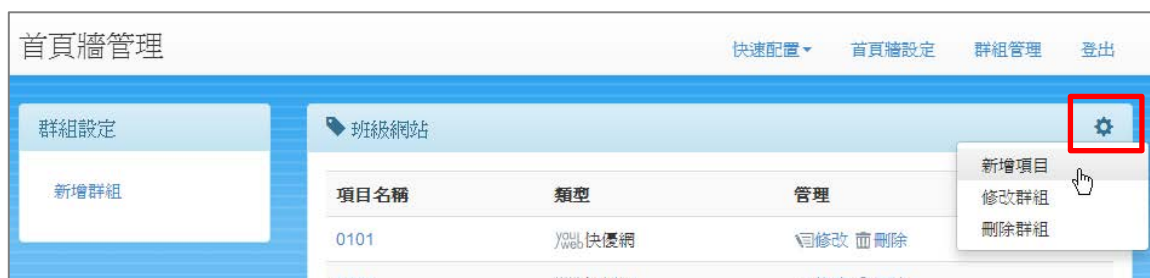 首頁牆管理
快速配置 首頁牆設定 群組管理 登出
群組設定
班級網站
新增群組
新增項目
修改群組
刪除群組
項目名稱 類型 管理
0101 youweb 快優網 修改 刪除